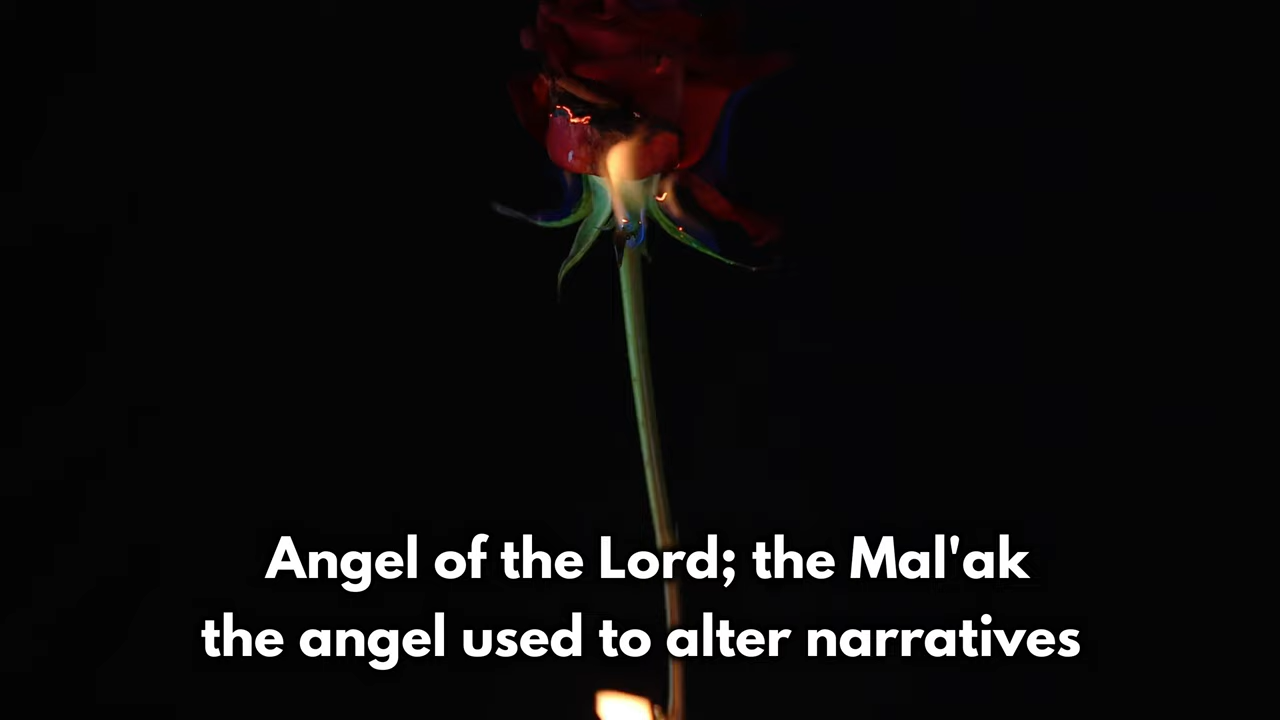 Angel of the Lord; the Mal'ak
the angel used to alter narratives